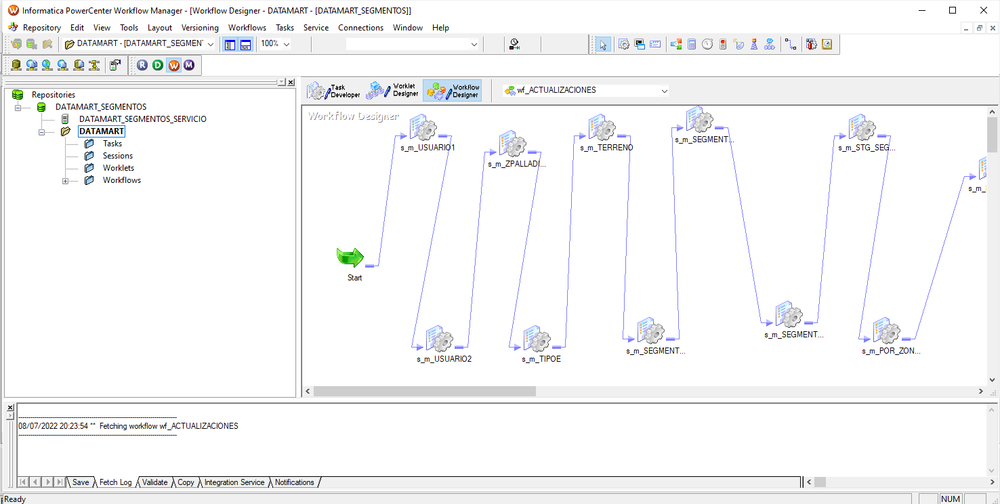 Informatica PowerCenter Workflow Manager - [Workflow Designer - DATAMART - [DATAMART_SEGMENTOS]]
Repository Edit View Tools Layout Versioning Workflows Tasks Service Connections Window Help
DATAMART - [DATAMART_SEGMEN 100%
R D W M
Task Developer
Worklet Designer
Workflow Designer
wf_ACTUALIZACIONES
Repositories
DATAMART_SEGMENTOS
DATAMART_SEGMENTOS_SERVICIO
DATAMART
Tasks
Sessions
Worklets
Workflows
Workflow Designer
s_m_SEGMENT...
s_m_USUARIO1
s_m_TERRENO
s_m_STG_SEG...
s_m_ZPALLADI...
s_m_
Start
s_m_SEGMENT...
s_m_SEGMENT...
s_m_POR_ZON...
s_m_USUARIO2
s_m_TIPOE
08/07/2022 20:23:54 ** Fetching workflow wf_ACTUALIZACIONES
Save Fetch Log Validate Copy Integration Service Notifications
Ready
NUM